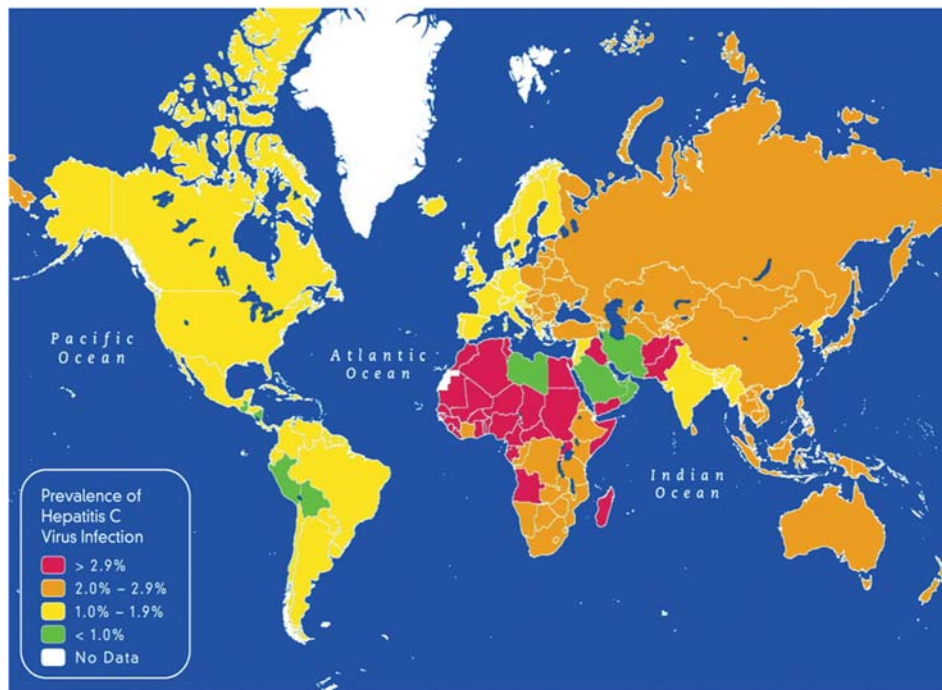 Pacific
Ocean
Atlantic
Ocean
Indian
Ocean
Prevalence of
Hepatitis C
Virus Infection
> 2.9%
2.0% – 2.9%
1.0% – 1.9%
< 1.0%
No Data